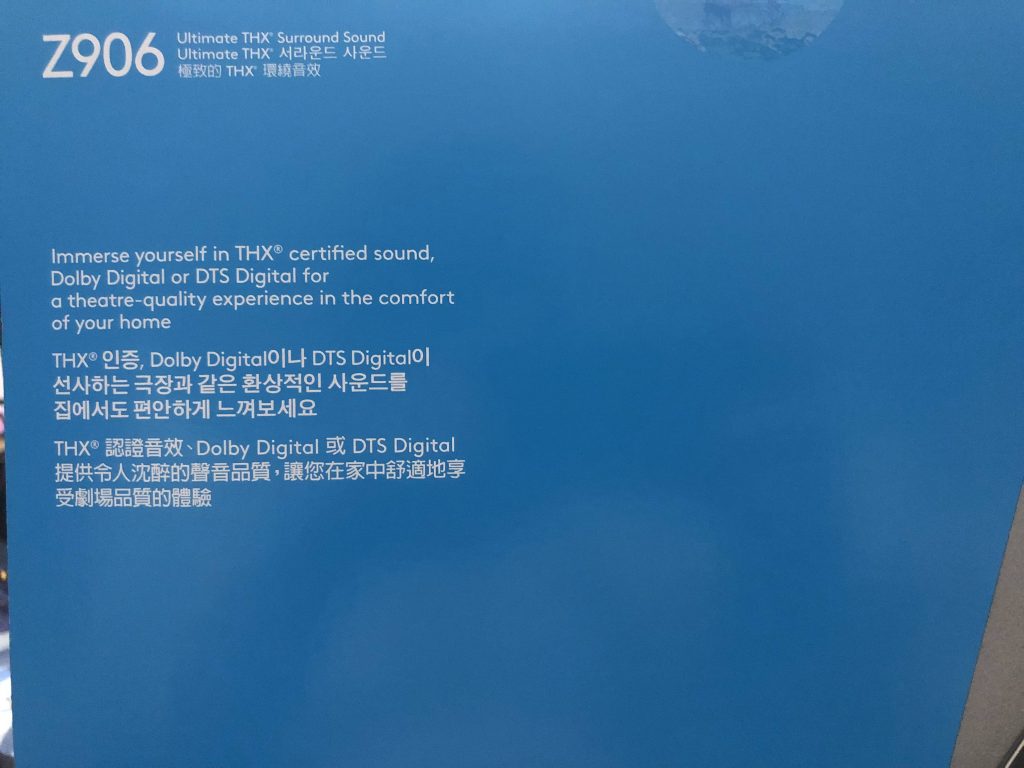 Z906
Ultimate THX® Surround Sound
Ultimate THX® 서라운드 사운드
極致的 THX® 環繞音效
Immerse yourself in THX® certified sound,
Dolby Digital or DTS Digital for
a theatre-quality experience in the comfort
of your home
THX® 인증, Dolby Digital이나 DTS Digital이
선사하는 극장과 같은 환상적인 사운드를
집에서도 편안하게 느껴보세요
THX® 認證音效、Dolby Digital 或 DTS Digital
提供令人沈醉的聲音品質，讓您在家中舒適地享
受劇場品質的體驗